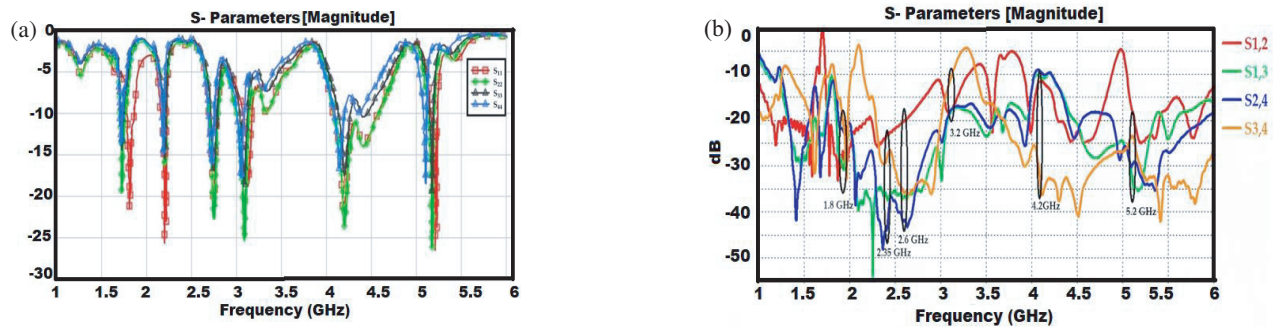 (a)
S- Parameters [Magnitude]
0
-5
-10
-15
-20
-25
-30
1 1.5 2 2.5 3 3.5 4 4.5 5 5.5 6
Frequency (GHz)
S11
S22
S33
S44
(b)
S- Parameters [Magnitude]
dB
0
-10
-20
-30
-40
-50
1 1.5 2 2.5 3 3.5 4 4.5 5 5.5 6
Frequency (GHz)
1.8 GHz
2.35 GHz
2.6 GHz
3.2 GHz
4.2GHz
5.2 GHz
S1,2
S1,3
S2,4
S3,4